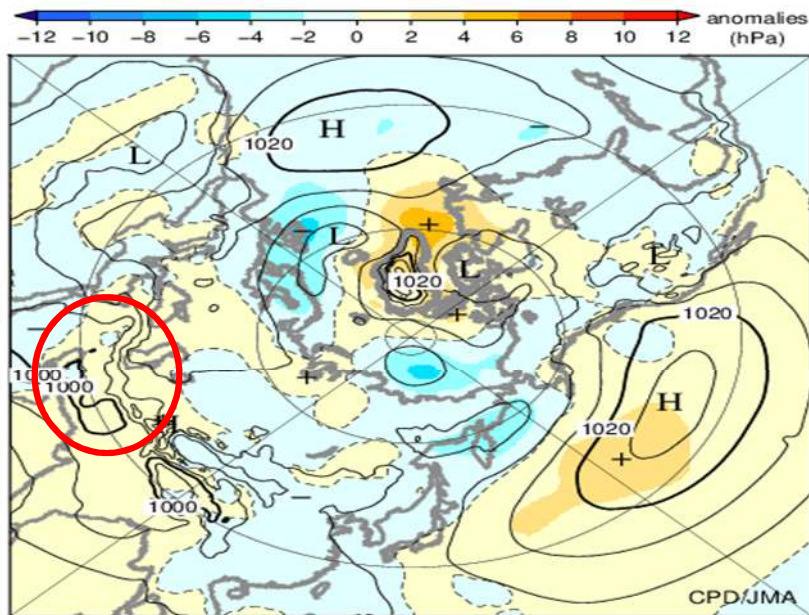 anomalies
−12 −10 −8 −6 −4 −2 0 2 4 6 8 10 12 (hPa)
1020 H −
L
− + L
1020 L L
+
1020
− 1000 1000
+ H
1020
+
1000 −
CPD/JMA